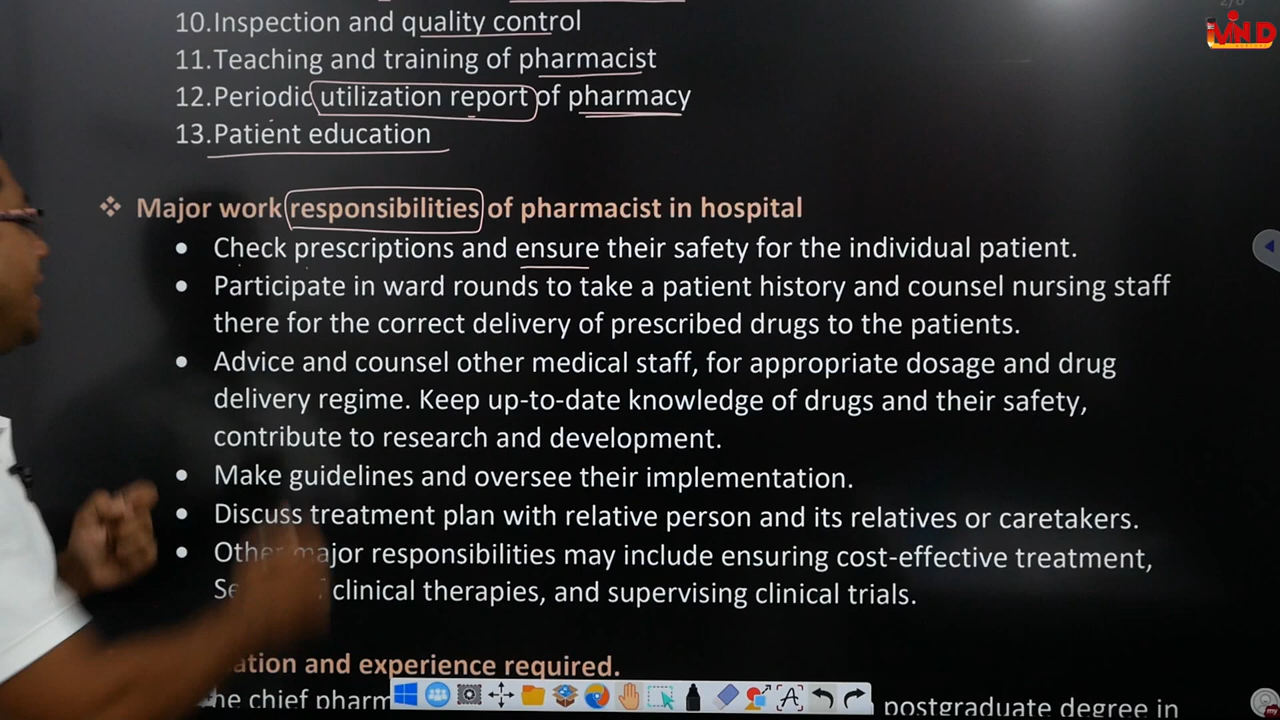 10.Inspection and quality control
11.Teaching and training of pharmacist
12.Periodic utilization report of pharmacy
13.Patient education
❖ Major work responsibilities of pharmacist in hospital
• Check prescriptions and ensure their safety for the individual patient.
• Participate in ward rounds to take a patient history and counsel nursing staff
there for the correct delivery of prescribed drugs to the patients.
• Advice and counsel other medical staff, for appropriate dosage and drug
delivery regime. Keep up-to-date knowledge of drugs and their safety,
contribute to research and development.
• Make guidelines and oversee their implementation.
• Discuss treatment plan with relative person and its relatives or caretakers.
• Other major responsibilities may include ensuring cost-effective treatment,
clinical therapies, and supervising clinical trials.
and experience required.
postgraduate degree in